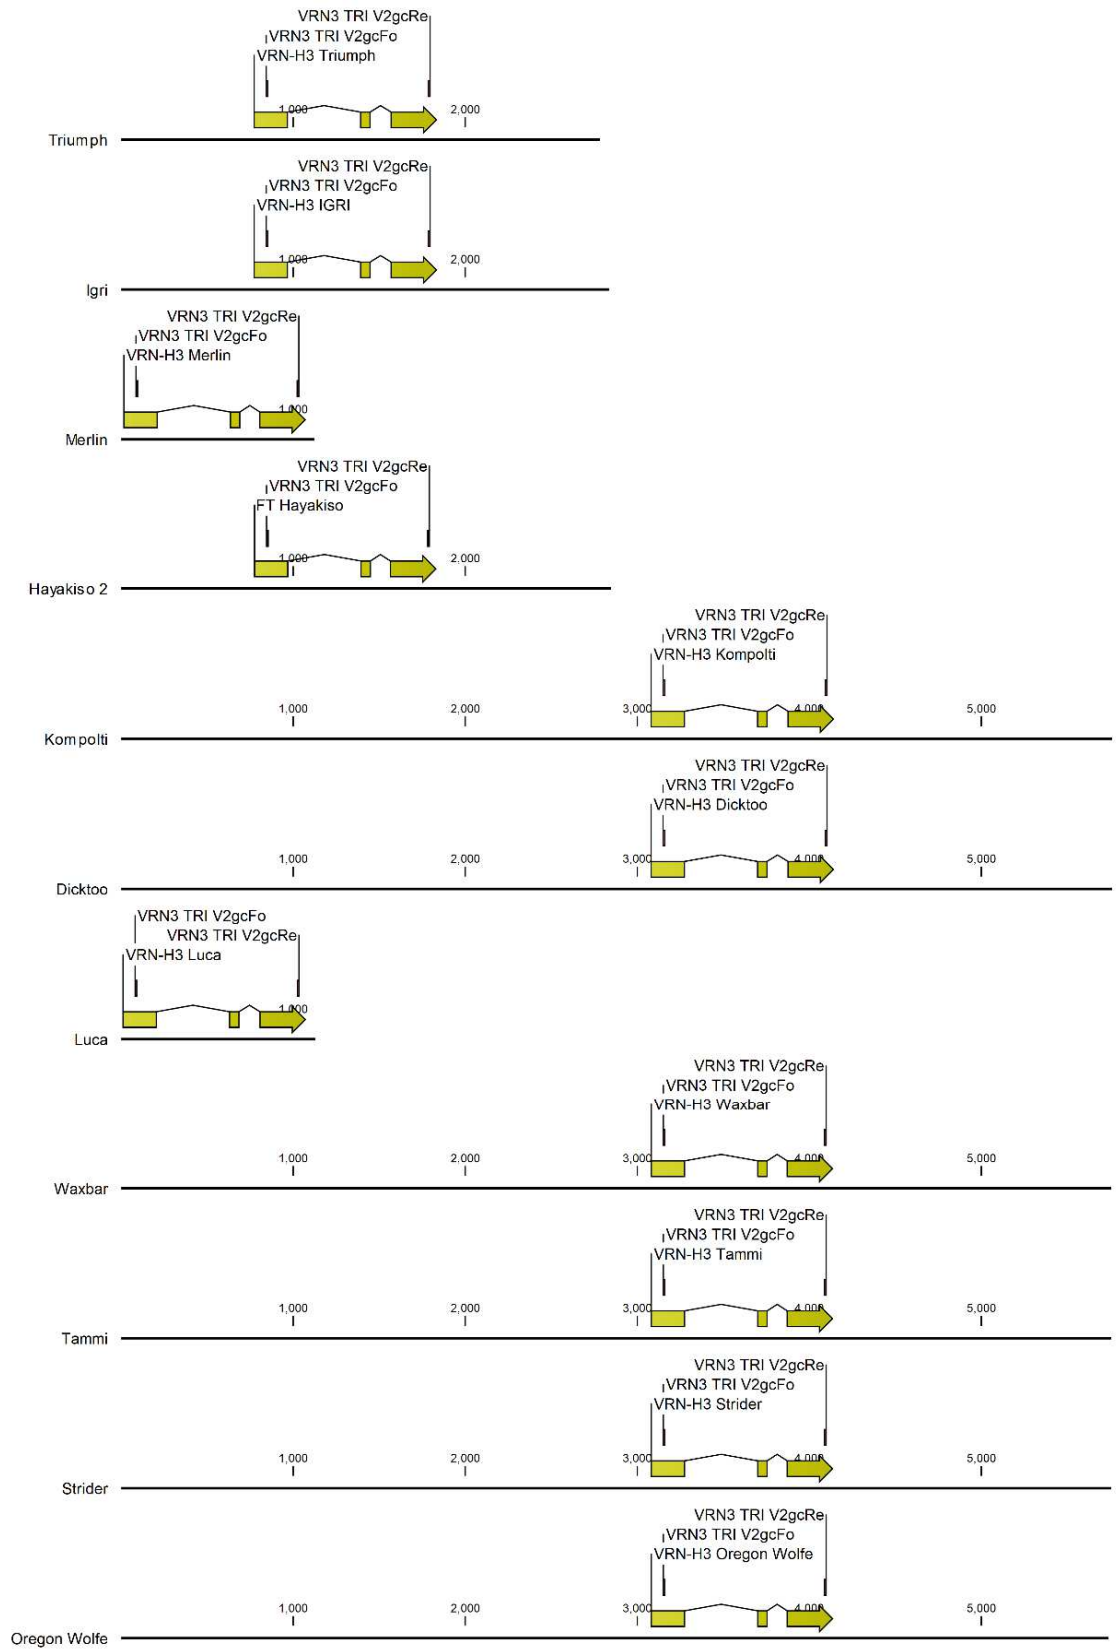 VRN3 TRI V2gcRe
VRN3 TRI V2gcFo
VRN-H3 Triumph
1,000 2,000
Triumph
VRN3 TRI V2gcRe
VRN3 TRI V2gcFo
VRN-H3 IGRI
1,000 2,000
Igri
VRN3 TRI V2gcRe
VRN3 TRI V2gcFo
VRN-H3 Merlin
1,000
Merlin
VRN3 TRI V2gcRe
VRN3 TRI V2gcFo
FT Hayakiso
1,000 2,000
Hayakiso 2
VRN3 TRI V2gcRe
VRN3 TRI V2gcFo
VRN-H3 Kompolti
1,000 2,000 3,000 4,000 5,000
Kompolti
VRN3 TRI V2gcRe
VRN3 TRI V2gcFo
VRN-H3 Dicktoo
1,000 2,000 3,000 4,000 5,000
Dicktoo
VRN3 TRI V2gcFo
VRN3 TRI V2gcRe
VRN-H3 Luca
1,000
Luca
VRN3 TRI V2gcRe
VRN3 TRI V2gcFo
VRN-H3 Waxbar
1,000 2,000 3,000 4,000 5,000
Waxbar
VRN3 TRI V2gcRe
VRN3 TRI V2gcFo
VRN-H3 Tammi
1,000 2,000 3,000 4,000 5,000
Tammi
VRN3 TRI V2gcRe
VRN3 TRI V2gcFo
VRN-H3 Strider
1,000 2,000 3,000 4,000 5,000
Strider
VRN3 TRI V2gcRe
VRN3 TRI V2gcFo
VRN-H3 Oregon Wolfe
1,000 2,000 3,000 4,000 5,000
Oregon Wolfe